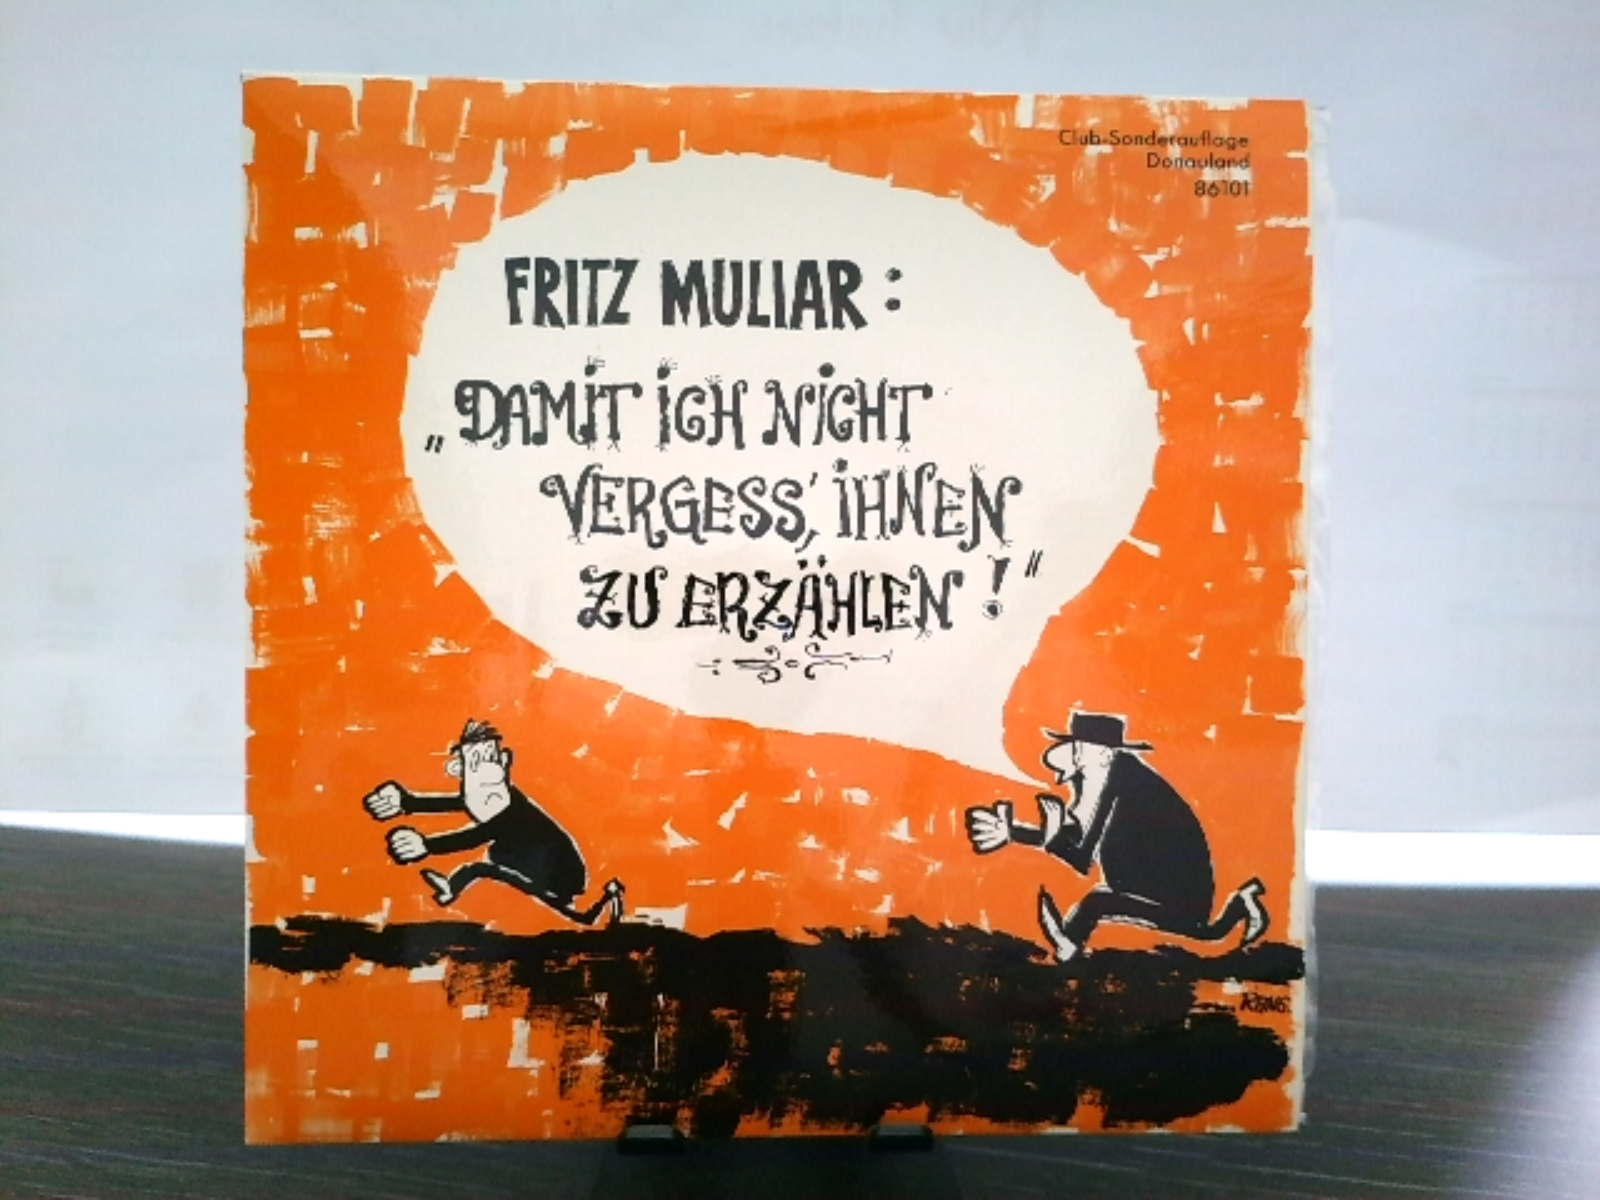 Club-Sonderauflage
Donauland
86101
FRITZ MULIAR:
„DAMIT ICH NICHT
VERGESS', IHNEN
ZU ERZÄHLEN!"